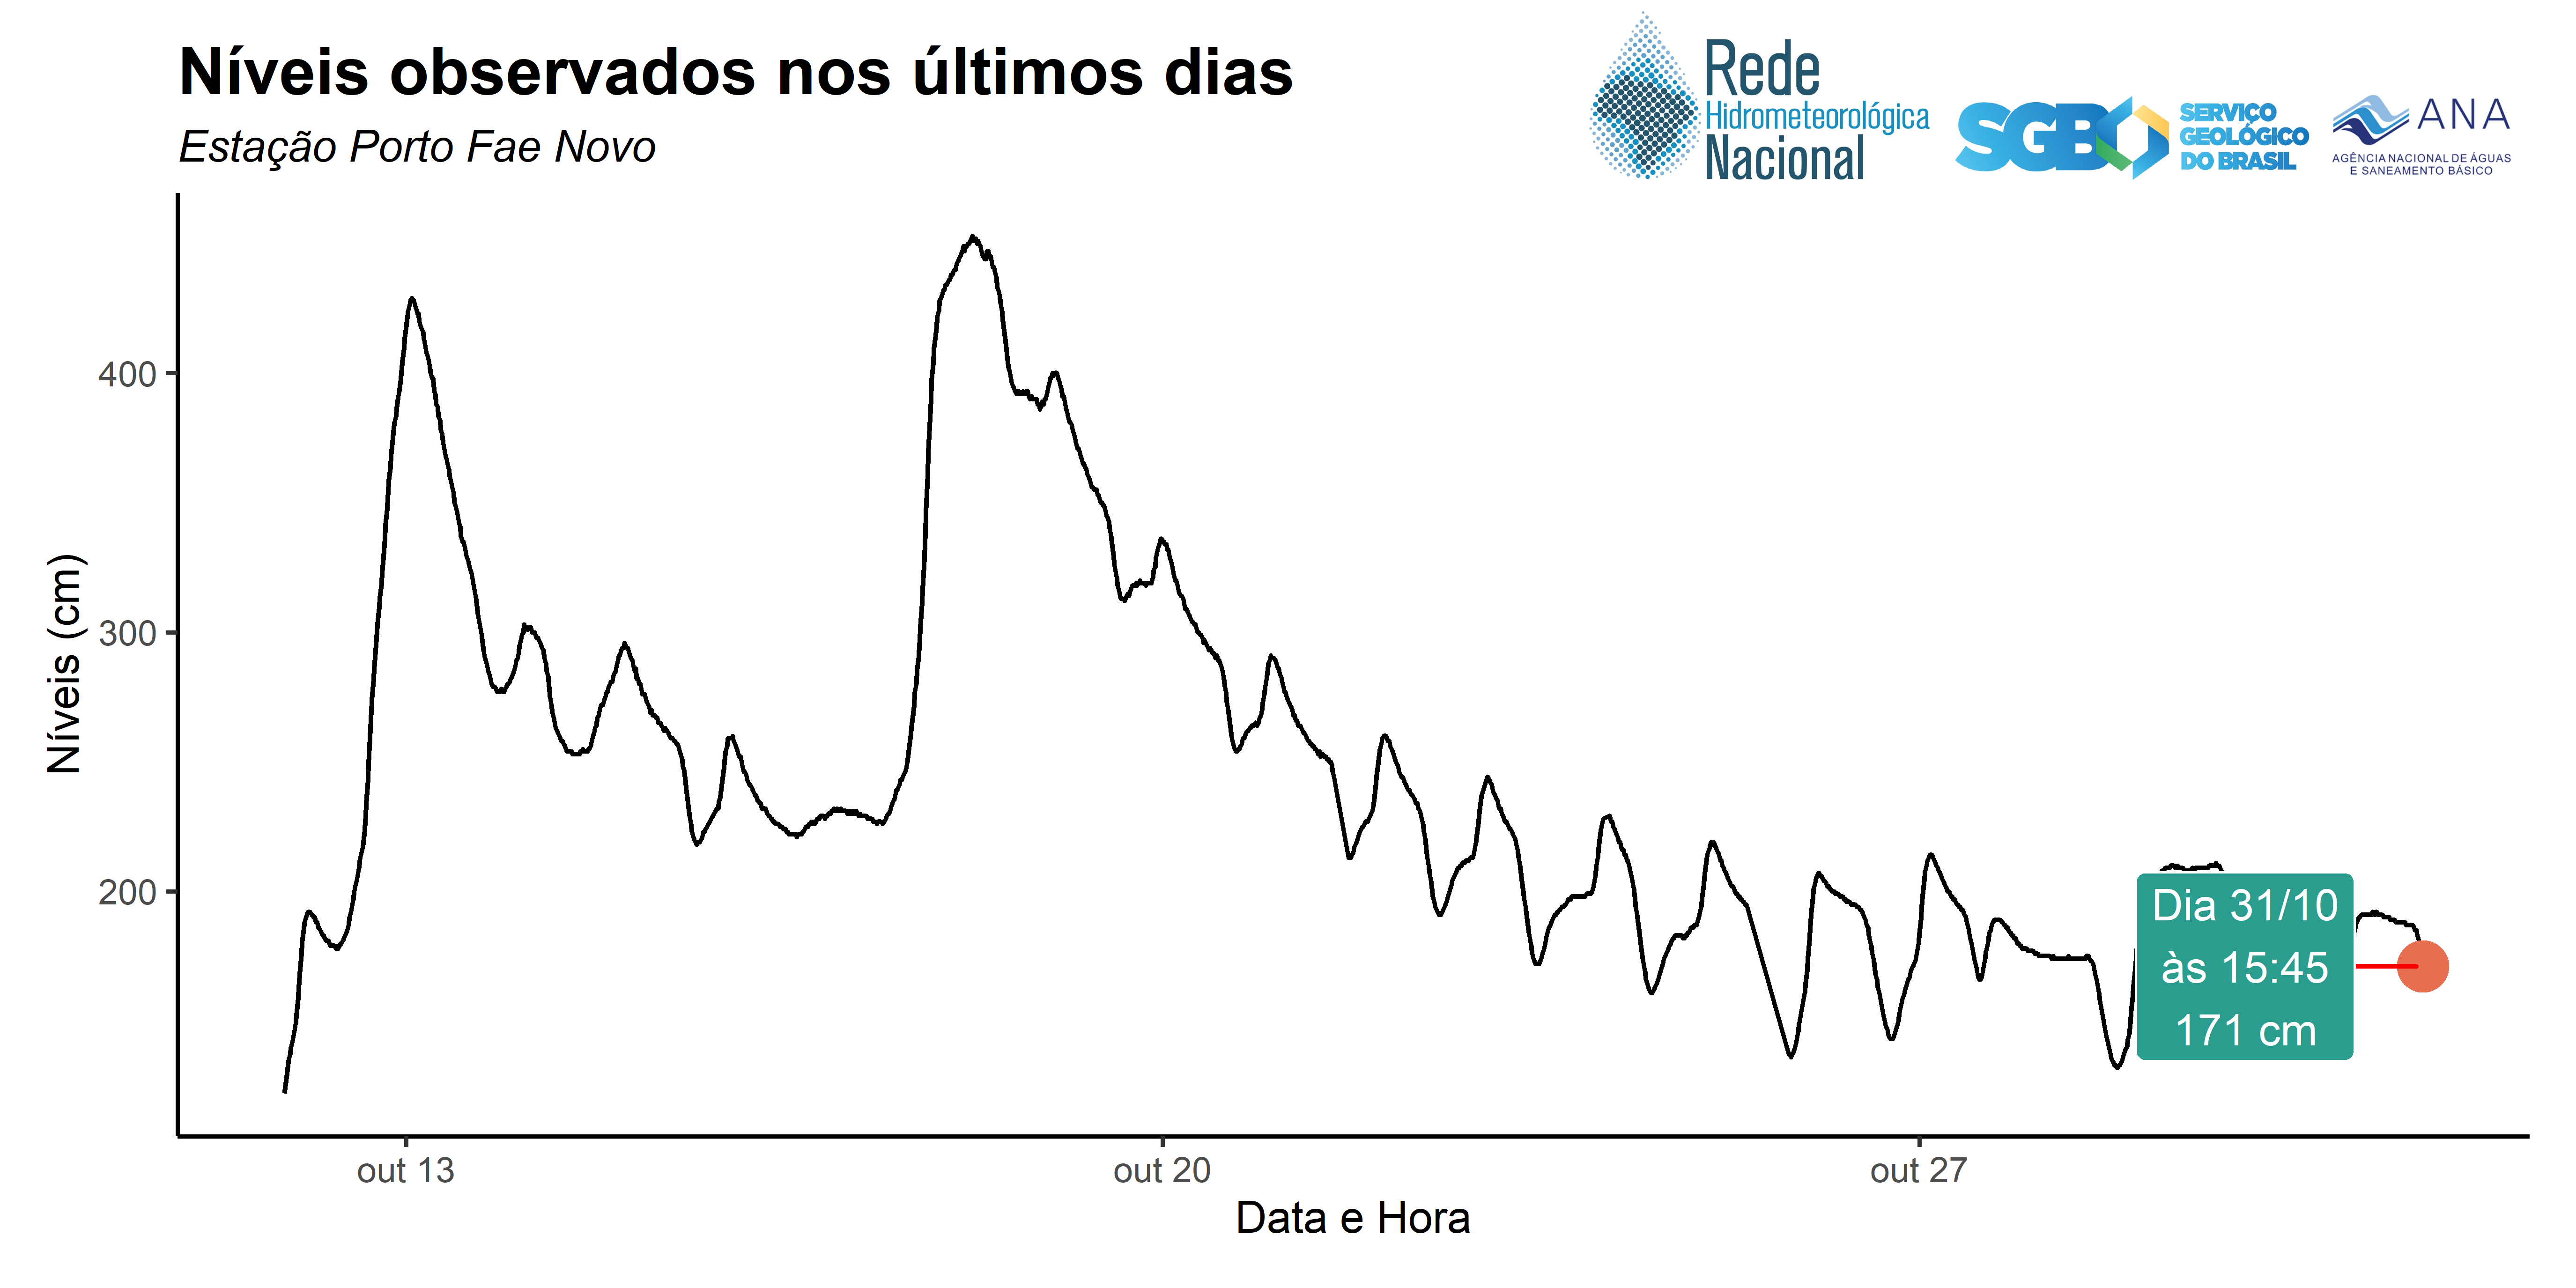 Níveis observados nos últimos dias
Estação Porto Fae Novo
Rede
Hidrometeorológica
Nacional
SGB
SERVIÇO
GEOLÓGICO
DO BRASIL
ANA
AGÊNCIA NACIONAL DE ÁGUAS
E SANEAMENTO BÁSICO
Níveis (cm)
400
300
200
Dia 31/10
às 15:45
171 cm
out 13
out 20
out 27
Data e Hora